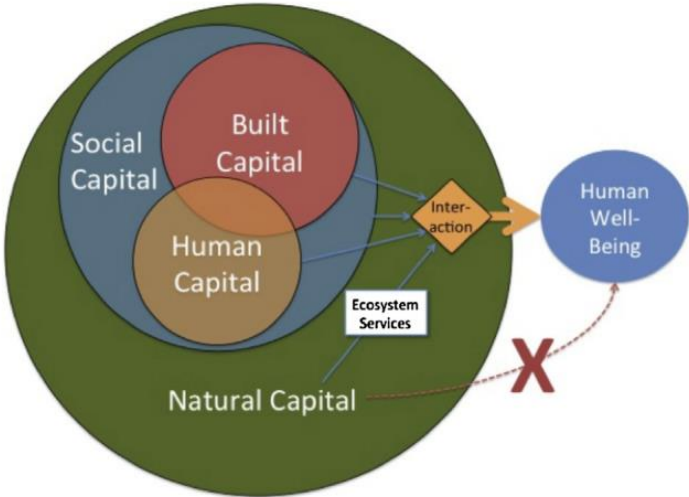 Built
Capital
Social
Capital
Human
Capital
Inter-
action
Human
Well-
Being
Ecosystem
Services
Natural Capital
X